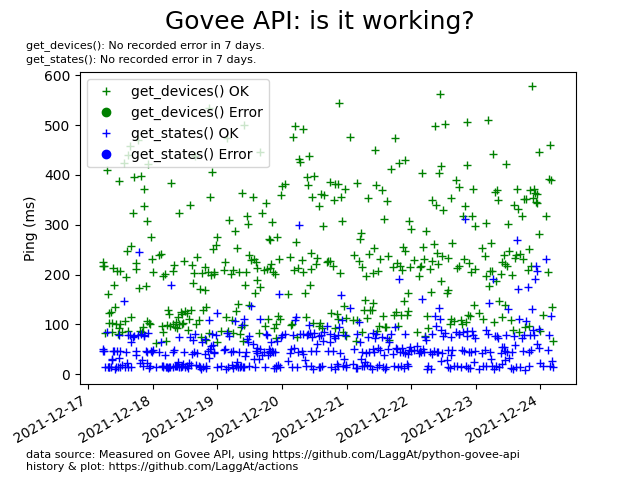 Govee API: is it working?
get_devices(): No recorded error in 7 days.
get_states(): No recorded error in 7 days.
600
500
400
300
200
100
0
Ping (ms)
get_devices() OK
get_devices() Error
get_states() OK
get_states() Error
2021-12-17
2021-12-18
2021-12-19
2021-12-20
2021-12-21
2021-12-22
2021-12-23
2021-12-24
data source: Measured on Govee API, using https://github.com/LaggAt/python-govee-api
history & plot: https://github.com/LaggAt/actions